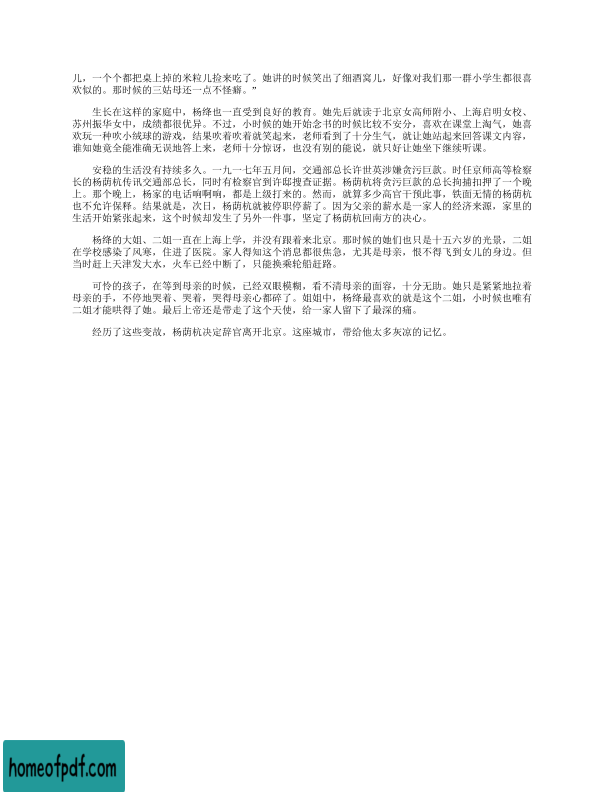 儿，一个个都把桌上掉的米粒儿捡来吃了。她讲的时候笑出了细酒窝儿，好像对我们那一群小学生都很喜
欢似的。那时候的三姑母还一点不怪癖。”
生长在这样的家庭中，杨绛也一直受到良好的教育。她先后就读于北京女高师附小、上海启明女校、
苏州振华女中，成绩都很优异。不过，小时候的她开始念书的时候比较不安分，喜欢在课堂上淘气，她喜
欢玩一种吹小绒球的游戏，结果吹着吹着就笑起来，老师看到了十分生气，就让她站起来回答课文内容，
谁知她竟全能准确无误地答上来，老师十分惊讶，也没有别的能说，就只好让她坐下继续听课。
安稳的生活没有持续多久。一九一七年五月间，交通部总长许世英涉嫌贪污巨款。时任京师高等检察
长的杨荫杭传讯交通部总长，同时有检察官到许邸搜查证据。杨荫杭将贪污巨款的总长拘捕扣押了一个晚
上。那个晚上，杨家的电话响啊响，都是上级打来的。然而，就算多少高官干预此事，铁面无情的杨荫杭
也不允许保释。结果就是，次日，杨荫杭就被停职停薪了。因为父亲的薪水是一家人的经济来源，家里的
生活开始紧张起来，这个时候却发生了另外一件事，坚定了杨荫杭回南方的决心。
杨绛的大姐、二姐一直在上海上学，并没有跟着来北京。那时候的她们也只是十五六岁的光景，二姐
在学校感染了风寒，住进了医院。家人得知这个消息都很焦急，尤其是母亲，恨不得飞到女儿的身边。但
当时赶上天津发大水，火车已经中断了，只能换乘轮船赶路。
可怜的孩子，在等到母亲的时候，已经双眼模糊，看不清母亲的面容，十分无助。她只是紧紧地拉着
母亲的手，不停地哭着、哭着，哭得母亲心都碎了。姐姐中，杨绛最喜欢的就是这个二姐，小时候也唯有
二姐才能哄得了她。最后上帝还是带走了这个天使，给一家人留下了最深的痛。
经历了这些变故，杨荫杭决定辞官离开北京。这座城市，带给他太多灰凉的记忆。
homeofpdf.com